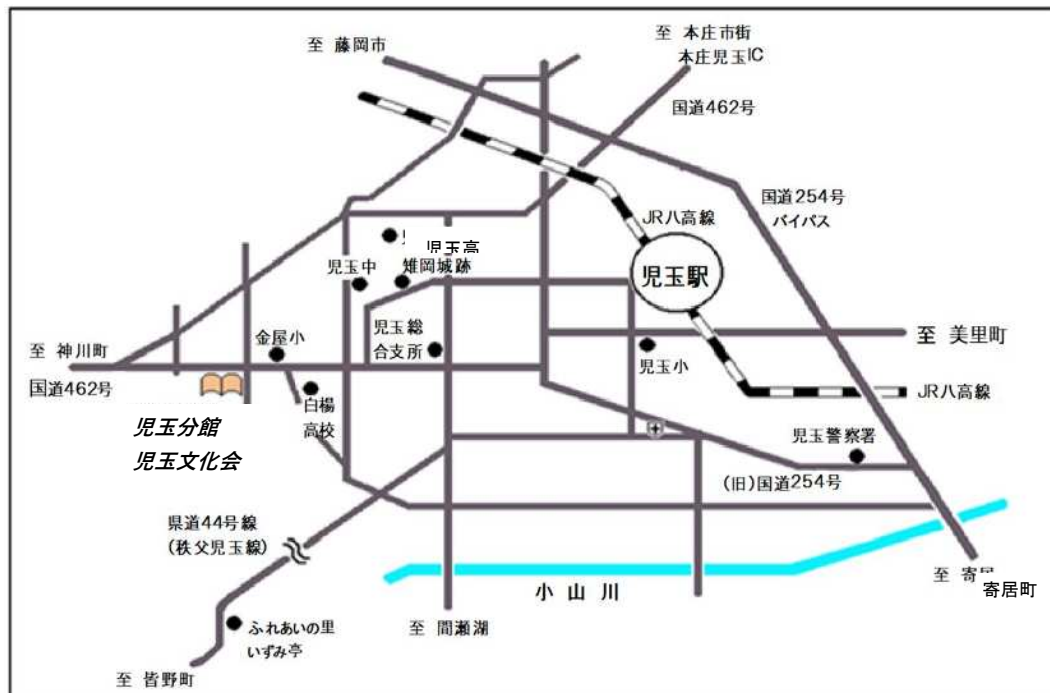 至 藤岡市
至 本庄市街
本庄児玉IC
国道462号
国道254号
バイパス
JR八高線
児玉高
児玉中
雉岡城跡
児玉駅
金屋小
児玉総
合支所
至 美里町
至 神川町
国道462号
児玉小
JR八高線
白楊
高校
児玉分館
児玉文化会
児玉警察署
(旧)国道254号
県道44号線
(秩父児玉線)
小山川
至 寄居
寄居町
ふれあいの里
いずみ亭
至 間瀬湖
至 皆野町